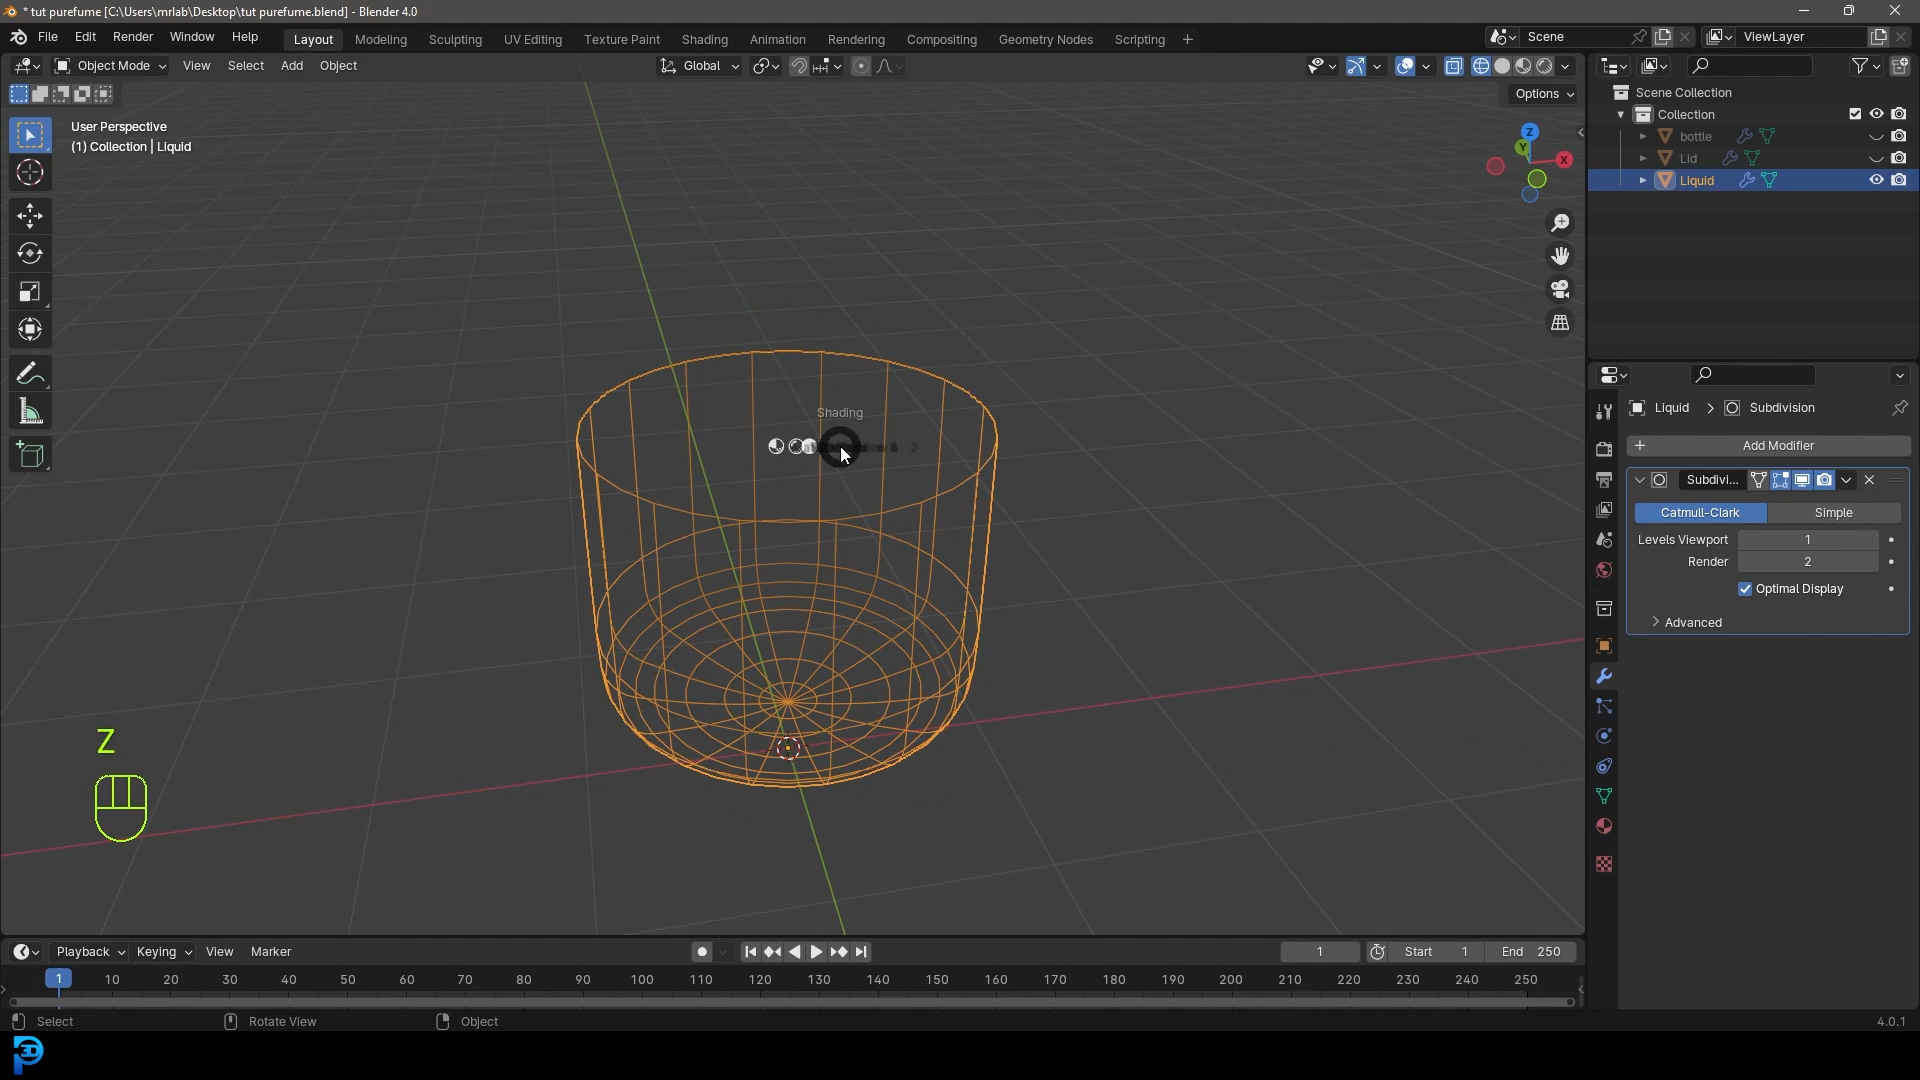 * tut purefume [C:\Users\mrlab\Desktop\tut purefume.blend] - Blender 4.0
File Edit Render Window Help Layout Modeling Sculpting UV Editing Texture Paint Shading Animation Rendering Compositing Geometry Nodes Scripting + Scene ViewLayer
Object Mode View Select Add Object Global
Options
User Perspective
(1) Collection | Liquid
Z
Y
X
Scene Collection
Collection
bottle
Lid
Liquid
Shading
2
Liquid > Subdivision
+ Add Modifier
Subdivi...
Catmull-Clark Simple
Levels Viewport 1
Render 2
Optimal Display
> Advanced
Z
Playback Keying View Marker 1 Start 1 End 250
1 10 20 30 40 50 60 70 80 90 100 110 120 130 140 150 160 170 180 190 200 210 220 230 240 250
Select Rotate View Object 4.0.1
3D